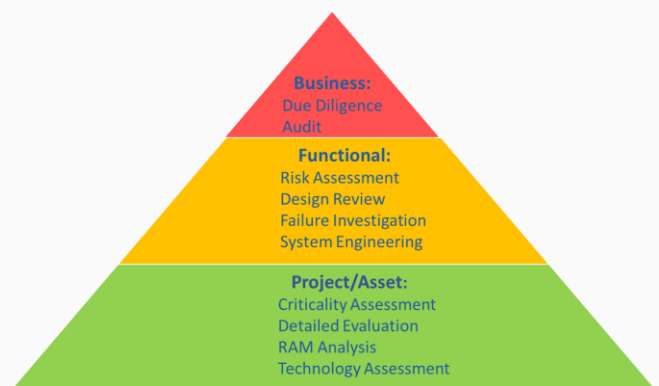 Business:
Due Diligence
Audit
Functional:
Risk Assessment
Design Review
Failure Investigation
System Engineering
Project/Asset:
Criticality Assessment
Detailed Evaluation
RAM Analysis
Technology Assessment